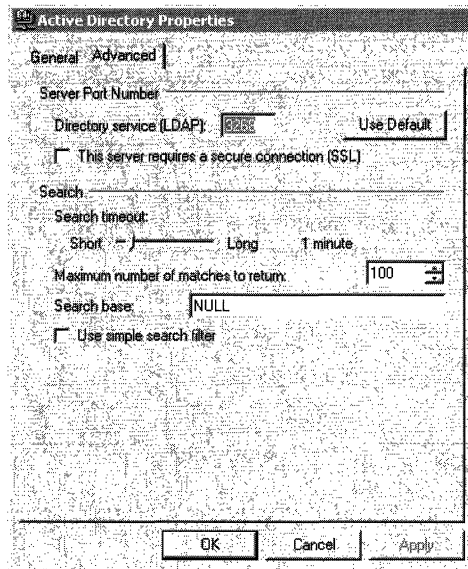 Active Directory Properties
General Advanced
Server Port Number
Directory service (LDAP): 3268 Use Default
This server requires a secure connection (SSL)
Search
Search timeout:
Short Long 1 minute
Maximum number of matches to return: 100
Search base: NULL
Use simple search filter
OK Cancel Apply